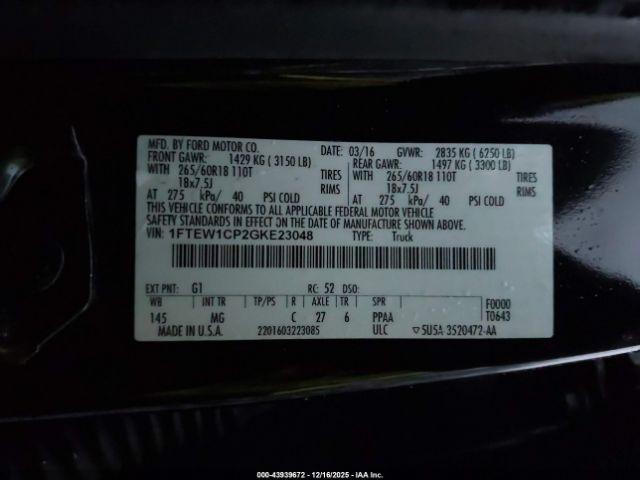 MFD. BY FORD MOTOR CO.
DATE: 03/16 GVWR: 2835 KG ( 6250 LB)
FRONT GAWR: 1429 KG ( 3150 LB) REAR GAWR: 1497 KG ( 3300 LB)
WITH 265/60R18 110T TIRES WITH 265/60R18 110T TIRES
18x7.5J RIMS 18x7.5J RIMS
AT 275 kPa/ 40 PSI COLD AT 275 kPa/ 40 PSI COLD
THIS VEHICLE CONFORMS TO ALL APPLICABLE FEDERAL MOTOR VEHICLE
SAFETY STANDARDS IN EFFECT ON THE DATE OF MANUFACTURE SHOWN ABOVE.
VIN: 1FTEW1CP2GKE23048 TYPE: Truck
EXT PNT: G1 RC: 52 DSO:
WB INT TR TP/PS R AXLE TR SPR F0000
145 MG C 27 6 PPAA T0643
MADE IN U.S.A. 2201603223085 ULC 5U5A 3520472-AA
000-43939672 - 12/16/2025 - IAA Inc.